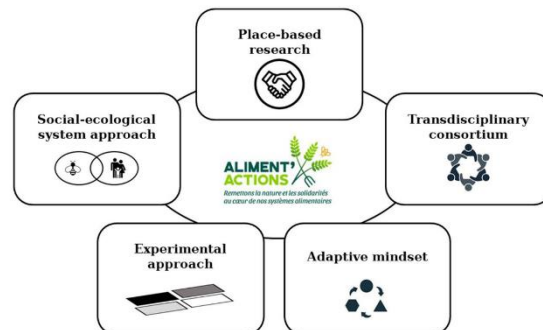 Place-based
research
Social-ecological
system approach
Transdisciplinary
consortium
ALIMENT'
ACTIONS
Remettons la nature et les solidarités
au cœur de nos systèmes alimentaires
Experimental
approach
Adaptive mindset